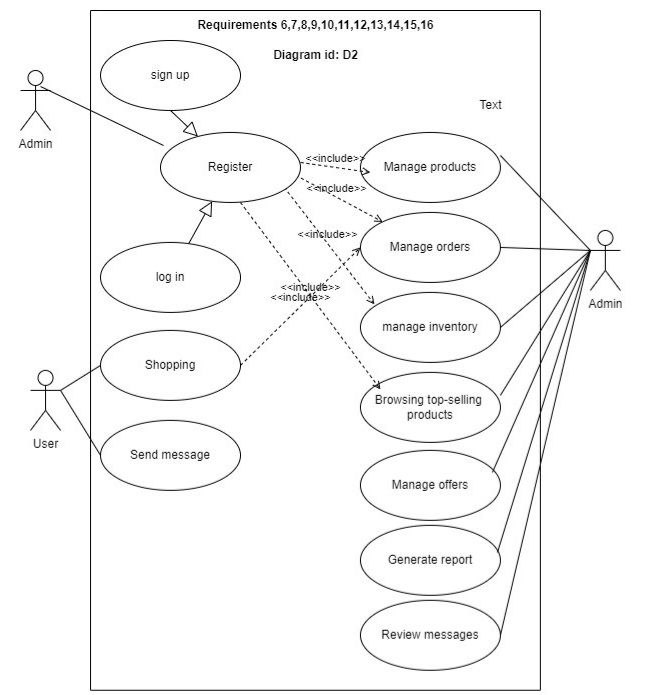 Requirements 6,7,8,9,10,11,12,13,14,15,16
Diagram id: D2
sign up
Text
Admin
Register
<<include>>
Manage products
<<include>>
<<include>>
Manage orders
log in
<<include>>
<<include>>
Admin
manage inventory
Shopping
Browsing top-selling
products
User
Send message
Manage offers
Generate report
Review messages